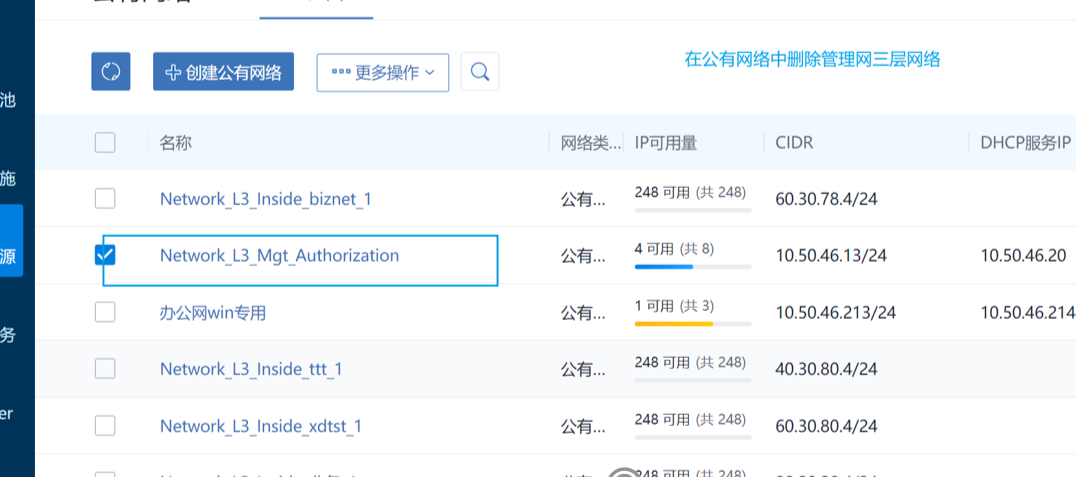 创建公有网络
更多操作
在公有网络中删除管理网三层网络
池
名称 网络类... IP可用量 CIDR DHCP服务IP
施
Network_L3_Inside_biznet_1 公有... 248 可用 (共 248) 60.30.78.4/24
源
Network_L3_Mgt_Authorization 公有... 4 可用 (共 8) 10.50.46.13/24 10.50.46.20
办公网win专用 公有... 1 可用 (共 3) 10.50.46.213/24 10.50.46.214
务
Network_L3_Inside_ttt_1 公有... 248 可用 (共 248) 40.30.80.4/24
er
Network_L3_Inside_xdtst_1 公有... 248 可用 (共 248) 60.30.80.4/24
248 可用 (共 248)